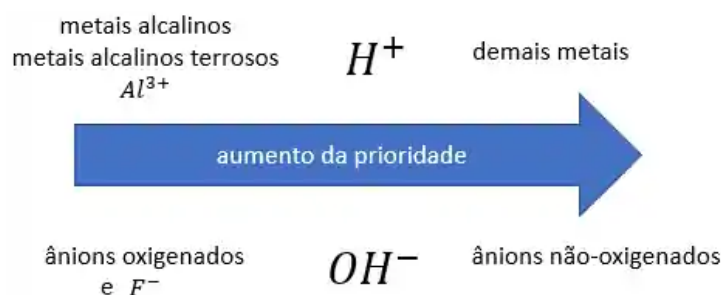 metais alcalinos
metais alcalinos terrosos
Al³⁺
H⁺
demais metais
aumento da prioridade
ânions oxigenados
e F⁻
OH⁻
ânions não-oxigenados